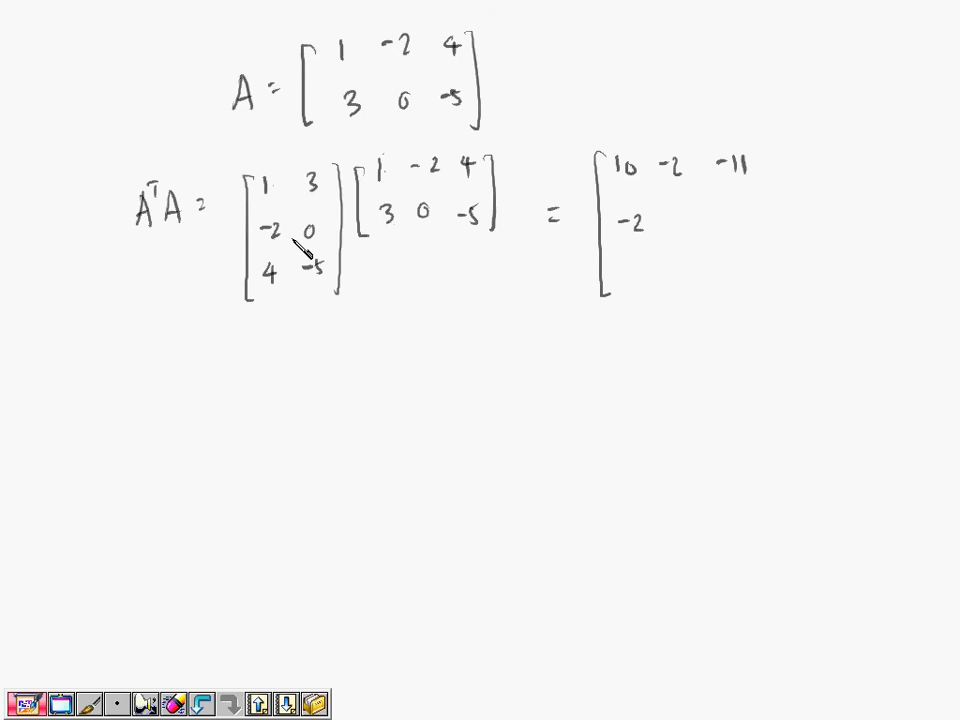 A = [ 1 -2 4
3 0 -5 ]
AᵀA = [ 1 3
-2 0
4 -5 ] [ 1 -2 4
3 0 -5 ] = [ 10 -2 -11
-2